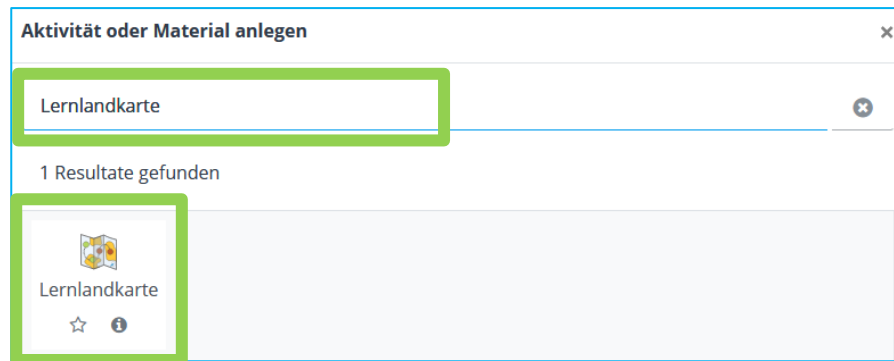 Aktivität oder Material anlegen
Lernlandkarte
1 Resultate gefunden
Lernlandkarte